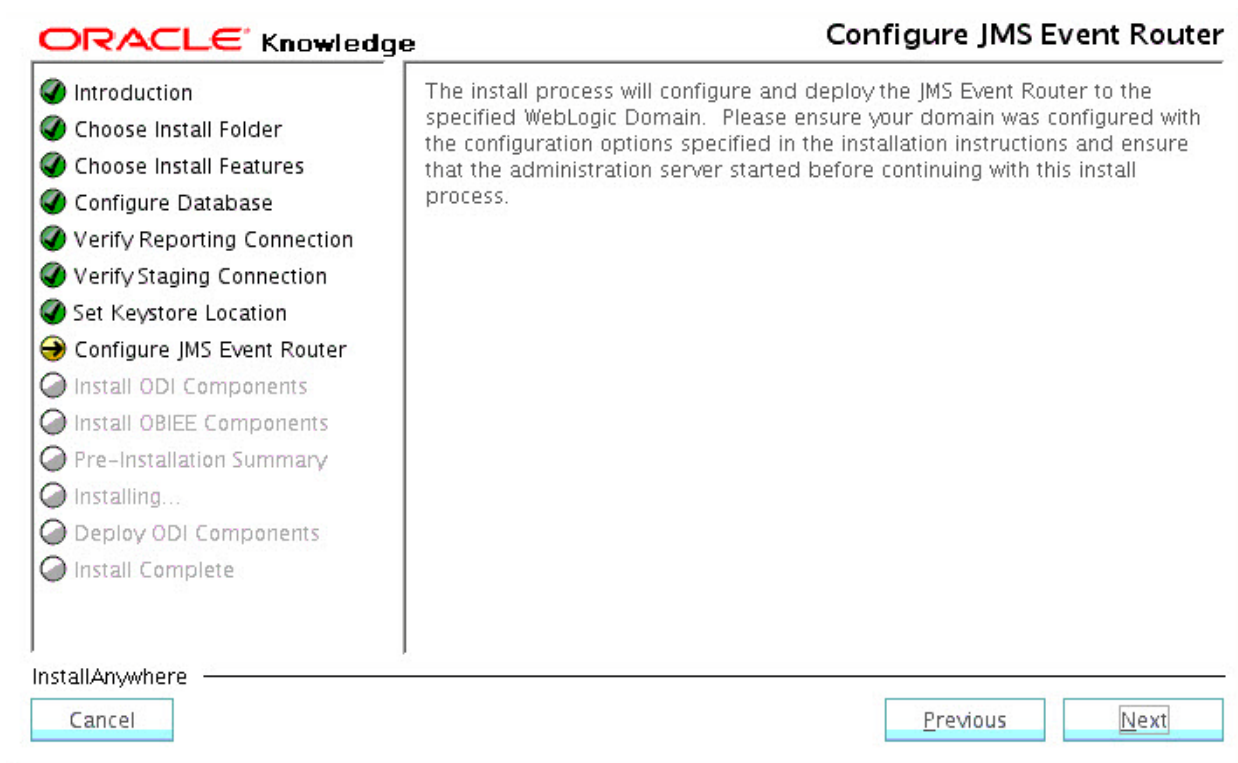 ORACLE Knowledge
Configure JMS Event Router
Introduction
Choose Install Folder
Choose Install Features
Configure Database
Verify Reporting Connection
Verify Staging Connection
Set Keystore Location
Configure JMS Event Router
Install ODI Components
Install OBIEE Components
Pre-Installation Summary
Installing...
Deploy ODI Components
Install Complete
The install process will configure and deploy the JMS Event Router to the
specified WebLogic Domain.  Please ensure your domain was configured with
the configuration options specified in the installation instructions and ensure
that the administration server started before continuing with this install
process.
InstallAnywhere
Cancel
Previous
Next